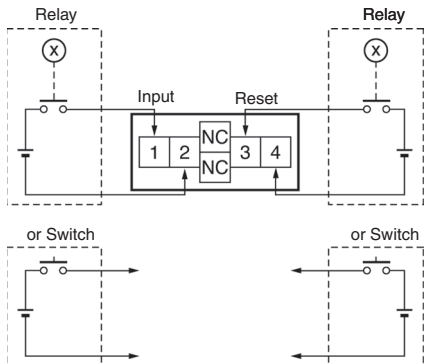 Relay Relay
X X
Input Reset
NC
1 2 3 4
NC
or Switch or Switch